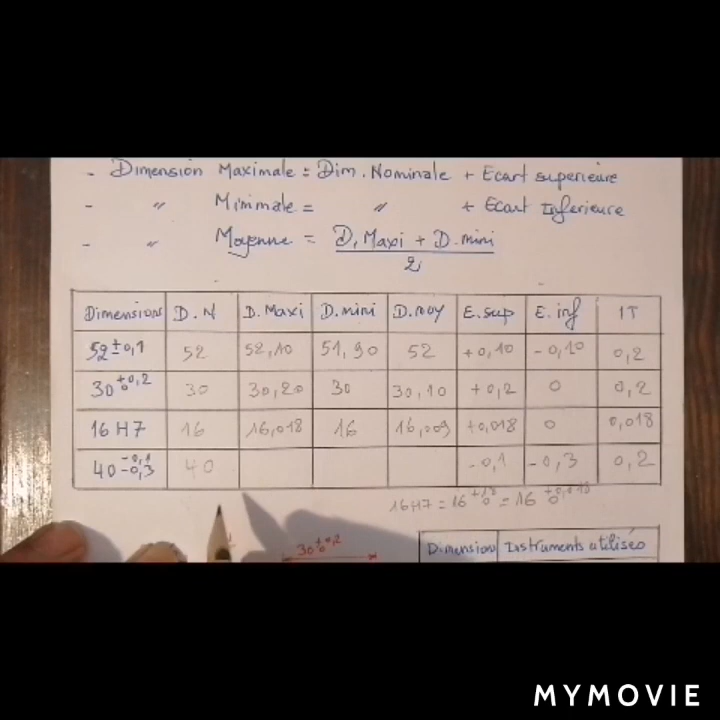 - Dimension Maximale = Dim. Nominale + Ecart superieure
- " Minimale = " + Ecart Inferieure
- " Moyenne = D. Maxi + D. mini / 2
Dimensions D. N D. Maxi D. mini D. moy E. sup E. inf IT
52 ± 0,1 52 52,10 51,90 52 +0,10 -0,10 0,2
30 +0,2 0 30 30,20 30 30,10 +0,2 0 0,2
16 H7 16 16,018 16 16,009 +0,018 0 0,018
40 -0,1 -0,3 40 -0,1 -0,3 0,2
16H7 = 16 +18 0 = 16 +0,018 0
30 +0,2 0
Dimension Instruments utilisés
MYMOVIE